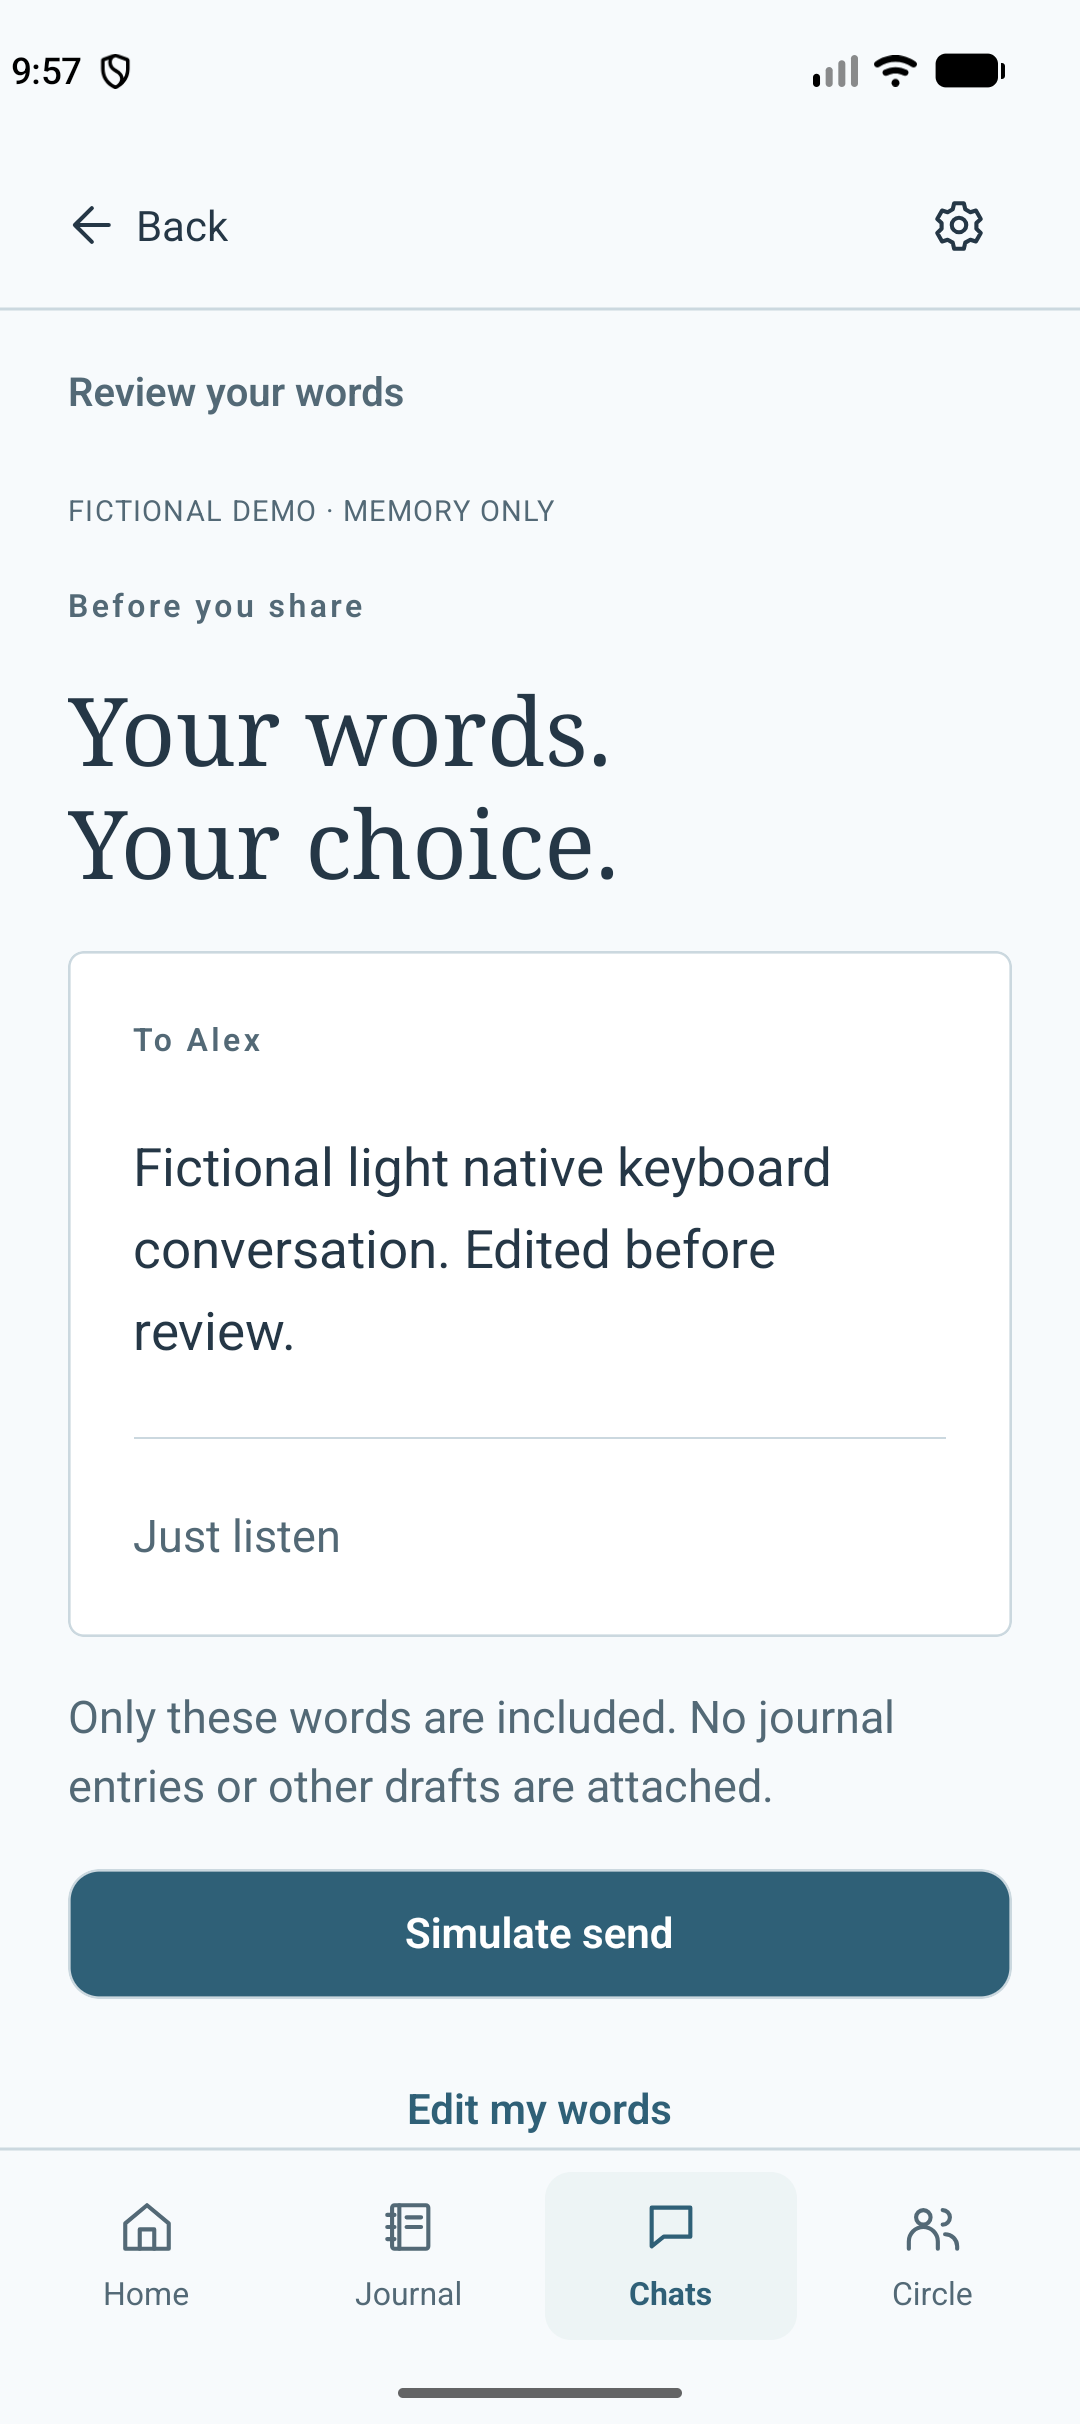 9:57
Back
Review your words
FICTIONAL DEMO · MEMORY ONLY
Before you share
Your words.
Your choice.
To Alex
Fictional light native keyboard
conversation. Edited before
review.
Just listen
Only these words are included. No journal
entries or other drafts are attached.
Simulate send
Edit my words
Home
Journal
Chats
Circle